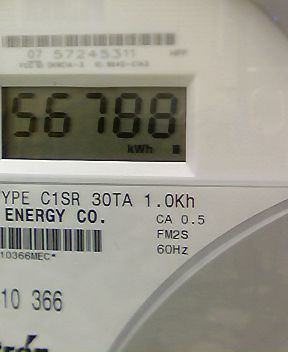 07 57245311
56788
kWh
YPE C1SR 30TA 1.0Kh
ENERGY CO.
CA 0.5
FM2S
60Hz
10366MEC*
10 366